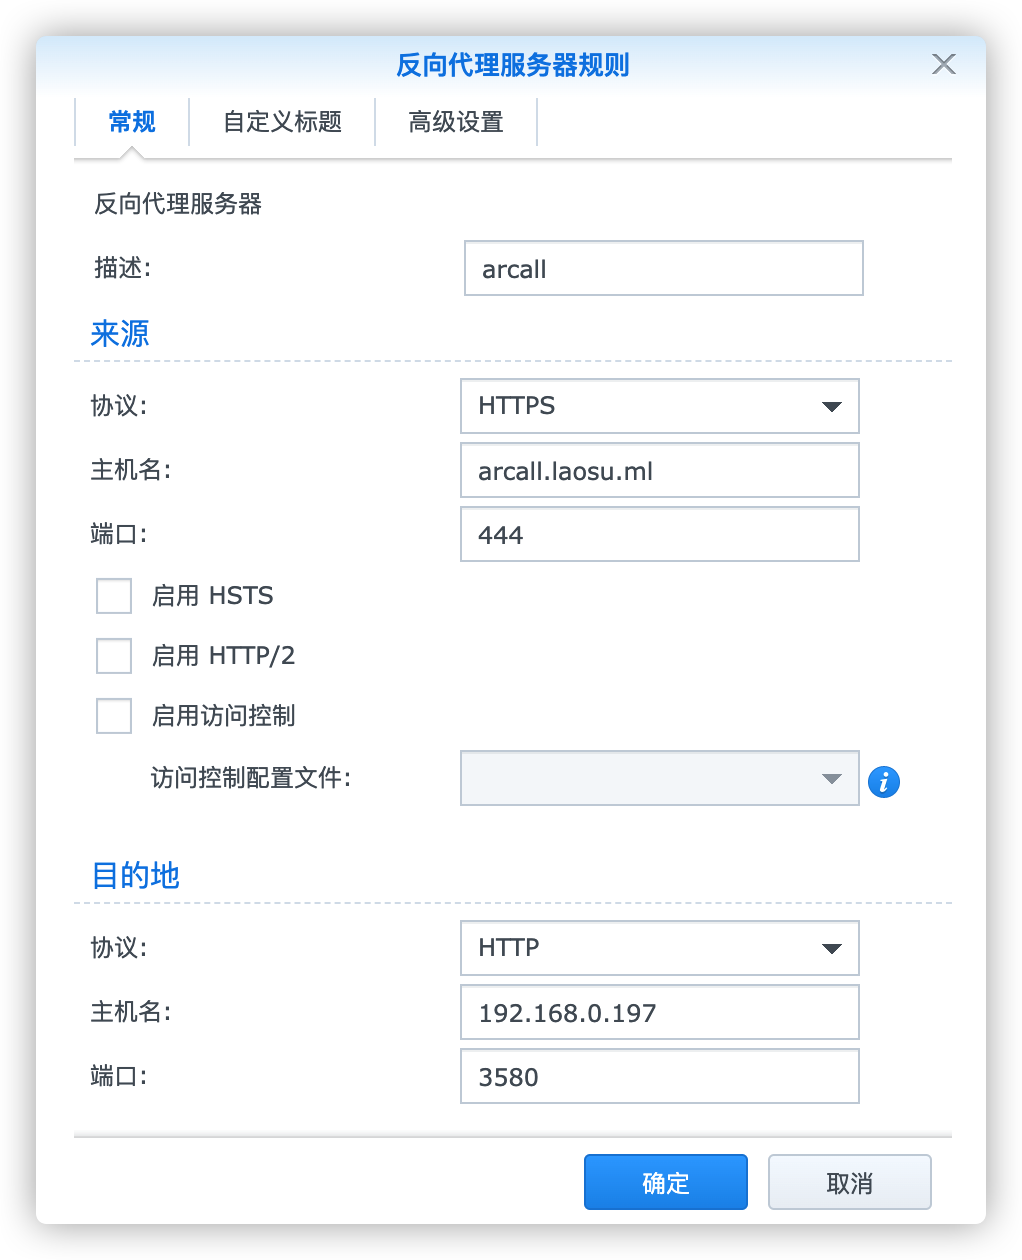 反向代理服务器规则
常规 自定义标题 高级设置
反向代理服务器
描述: arcall
来源
协议: HTTPS
主机名: arcall.laosu.ml
端口: 444
启用 HSTS
启用 HTTP/2
启用访问控制
访问控制配置文件: i
目的地
协议: HTTP
主机名: 192.168.0.197
端口: 3580
确定 取消